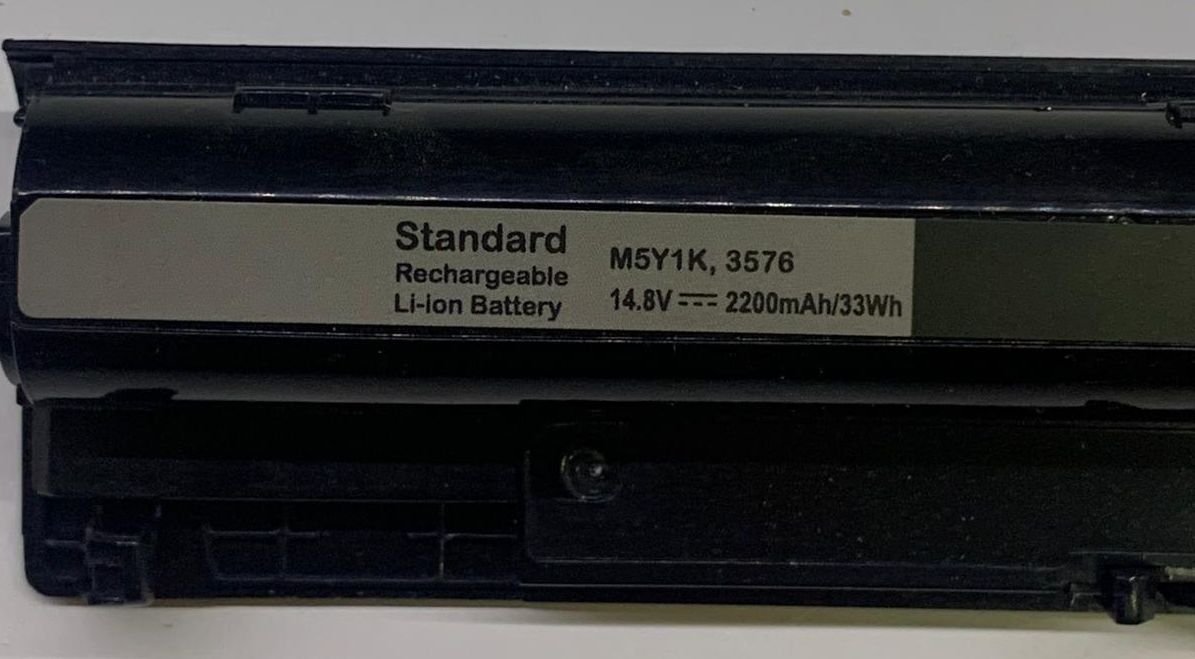 Standard
Rechargeable
Li-ion Battery
M5Y1K, 3576
14.8V ⎓ 2200mAh/33Wh